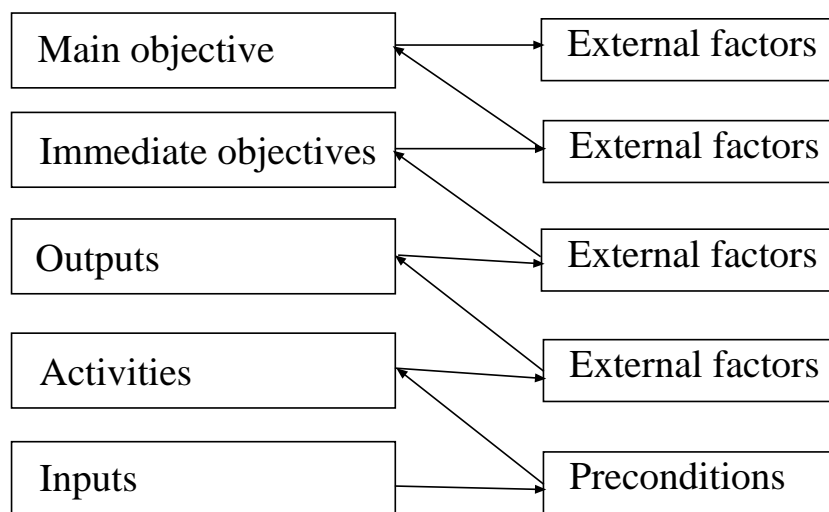 Main objective
External factors
Immediate objectives
External factors
Outputs
External factors
Activities
External factors
Inputs
Preconditions